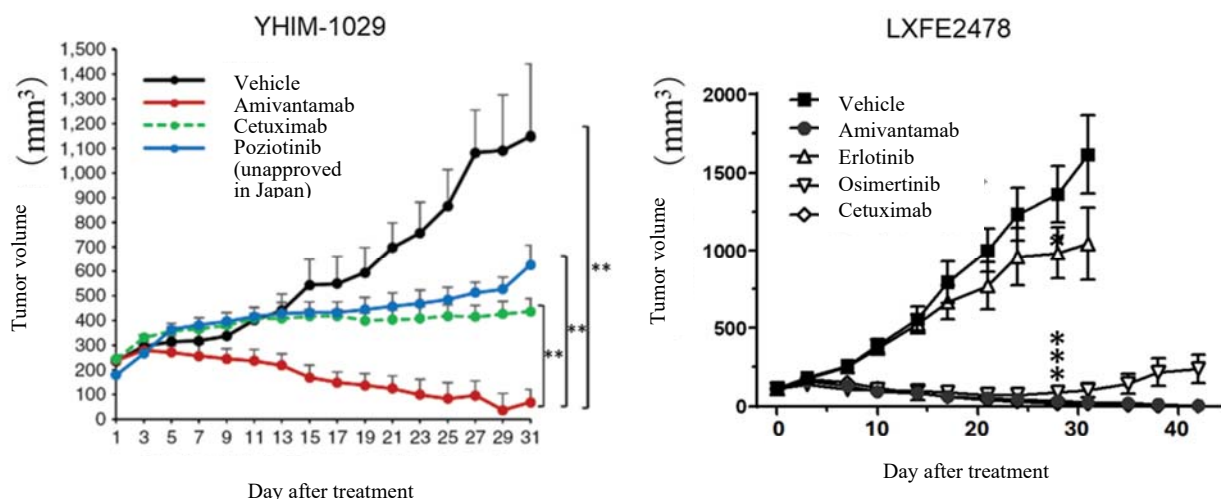 YHIM-1029
1,500
1,400
1,300
1,200
1,100
1,000
900
800
700
600
500
400
300
200
100
0
Tumor volume (mm³)
Vehicle
Amivantamab
Cetuximab
Poziotinib
(unapproved
in Japan)
**
**
**
1 3 5 7 9 11 13 15 17 19 21 23 25 27 29 31
Day after treatment
LXFE2478
2000
1500
1000
500
0
Tumor volume (mm³)
Vehicle
Amivantamab
Erlotinib
Osimertinib
Cetuximab
*
***
0 10 20 30 40
Day after treatment